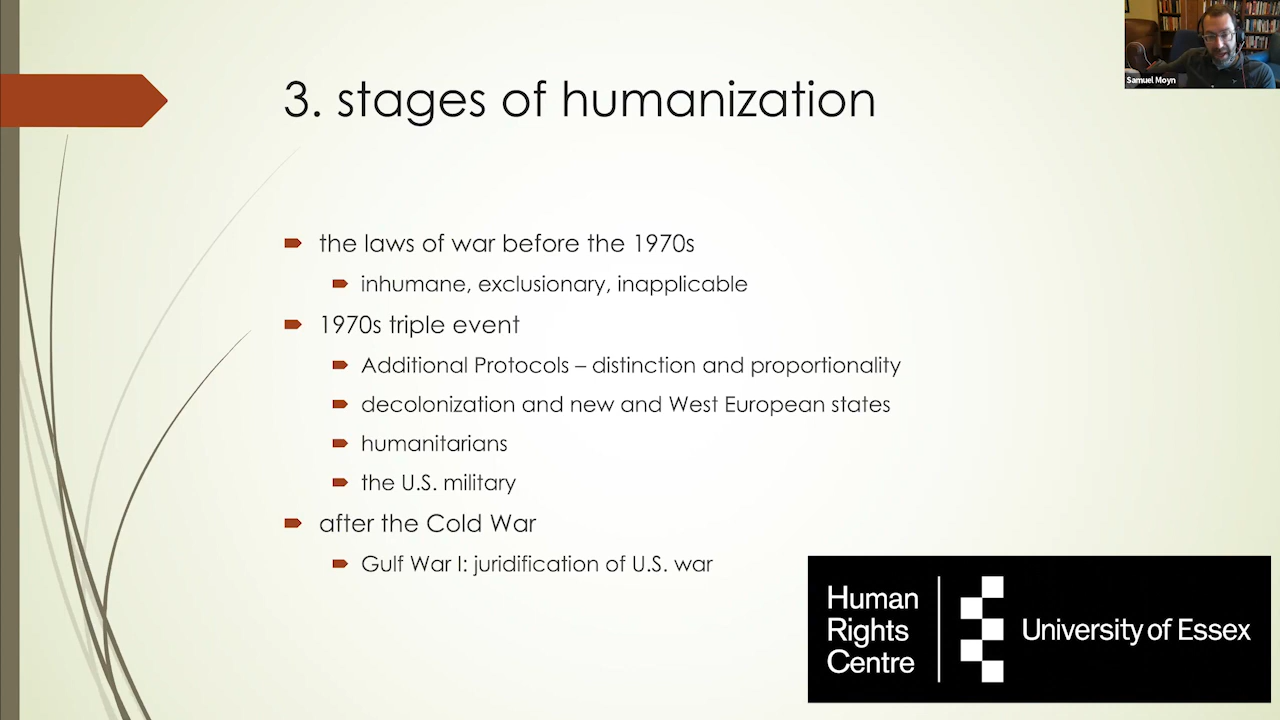 Samuel Moyn
3. stages of humanization
the laws of war before the 1970s
inhumane, exclusionary, inapplicable
1970s triple event
Additional Protocols – distinction and proportionality
decolonization and new and West European states
humanitarians
the U.S. military
after the Cold War
Gulf War I: juridification of U.S. war
Human
Rights
Centre
University of Essex